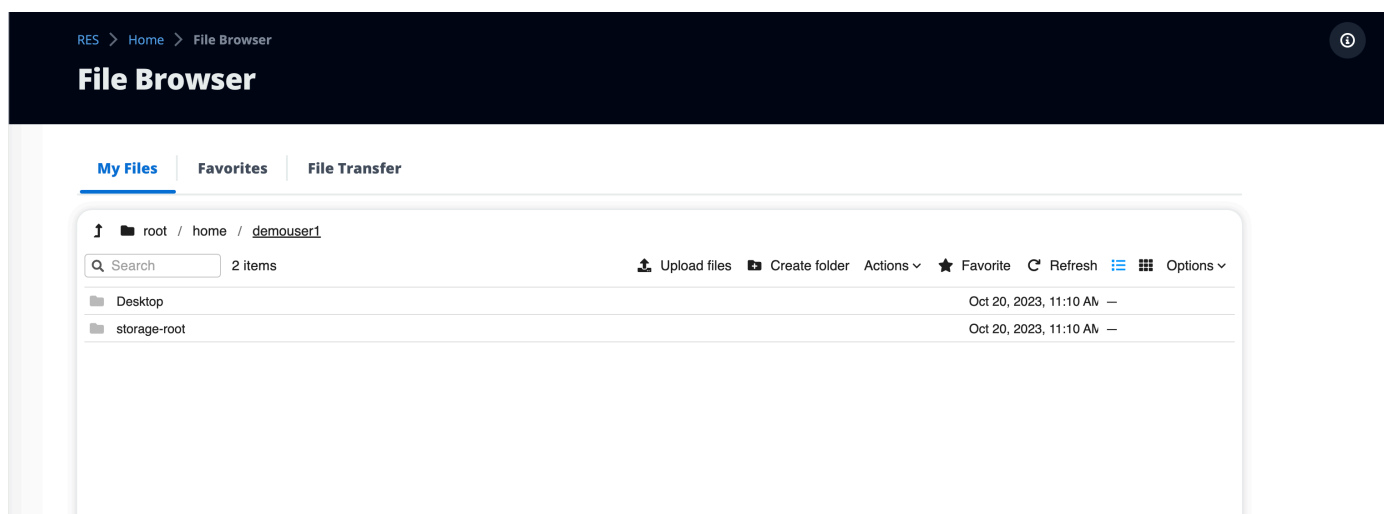 RES > Home > File Browser
File Browser
My Files Favorites File Transfer
root / home / demouser1
Search 2 items Upload files Create folder Actions Favorite Refresh Options
Desktop Oct 20, 2023, 11:10 AM —
storage-root Oct 20, 2023, 11:10 AM —